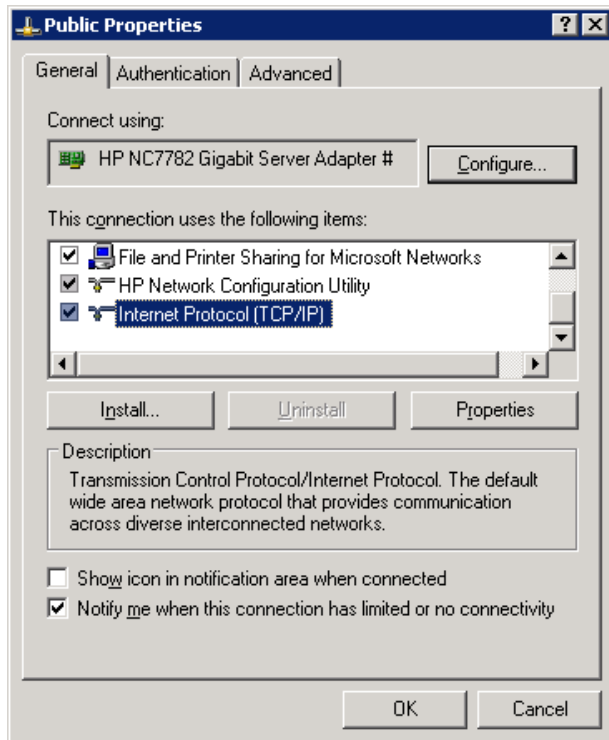 Public Properties
General
Authentication
Advanced
Connect using:
HP NC7782 Gigabit Server Adapter #
Configure...
This connection uses the following items:
File and Printer Sharing for Microsoft Networks
HP Network Configuration Utility
Internet Protocol (TCP/IP)
Install...
Uninstall
Properties
Description
Transmission Control Protocol/Internet Protocol. The default
wide area network protocol that provides communication
across diverse interconnected networks.
Show icon in notification area when connected
Notify me when this connection has limited or no connectivity
OK
Cancel